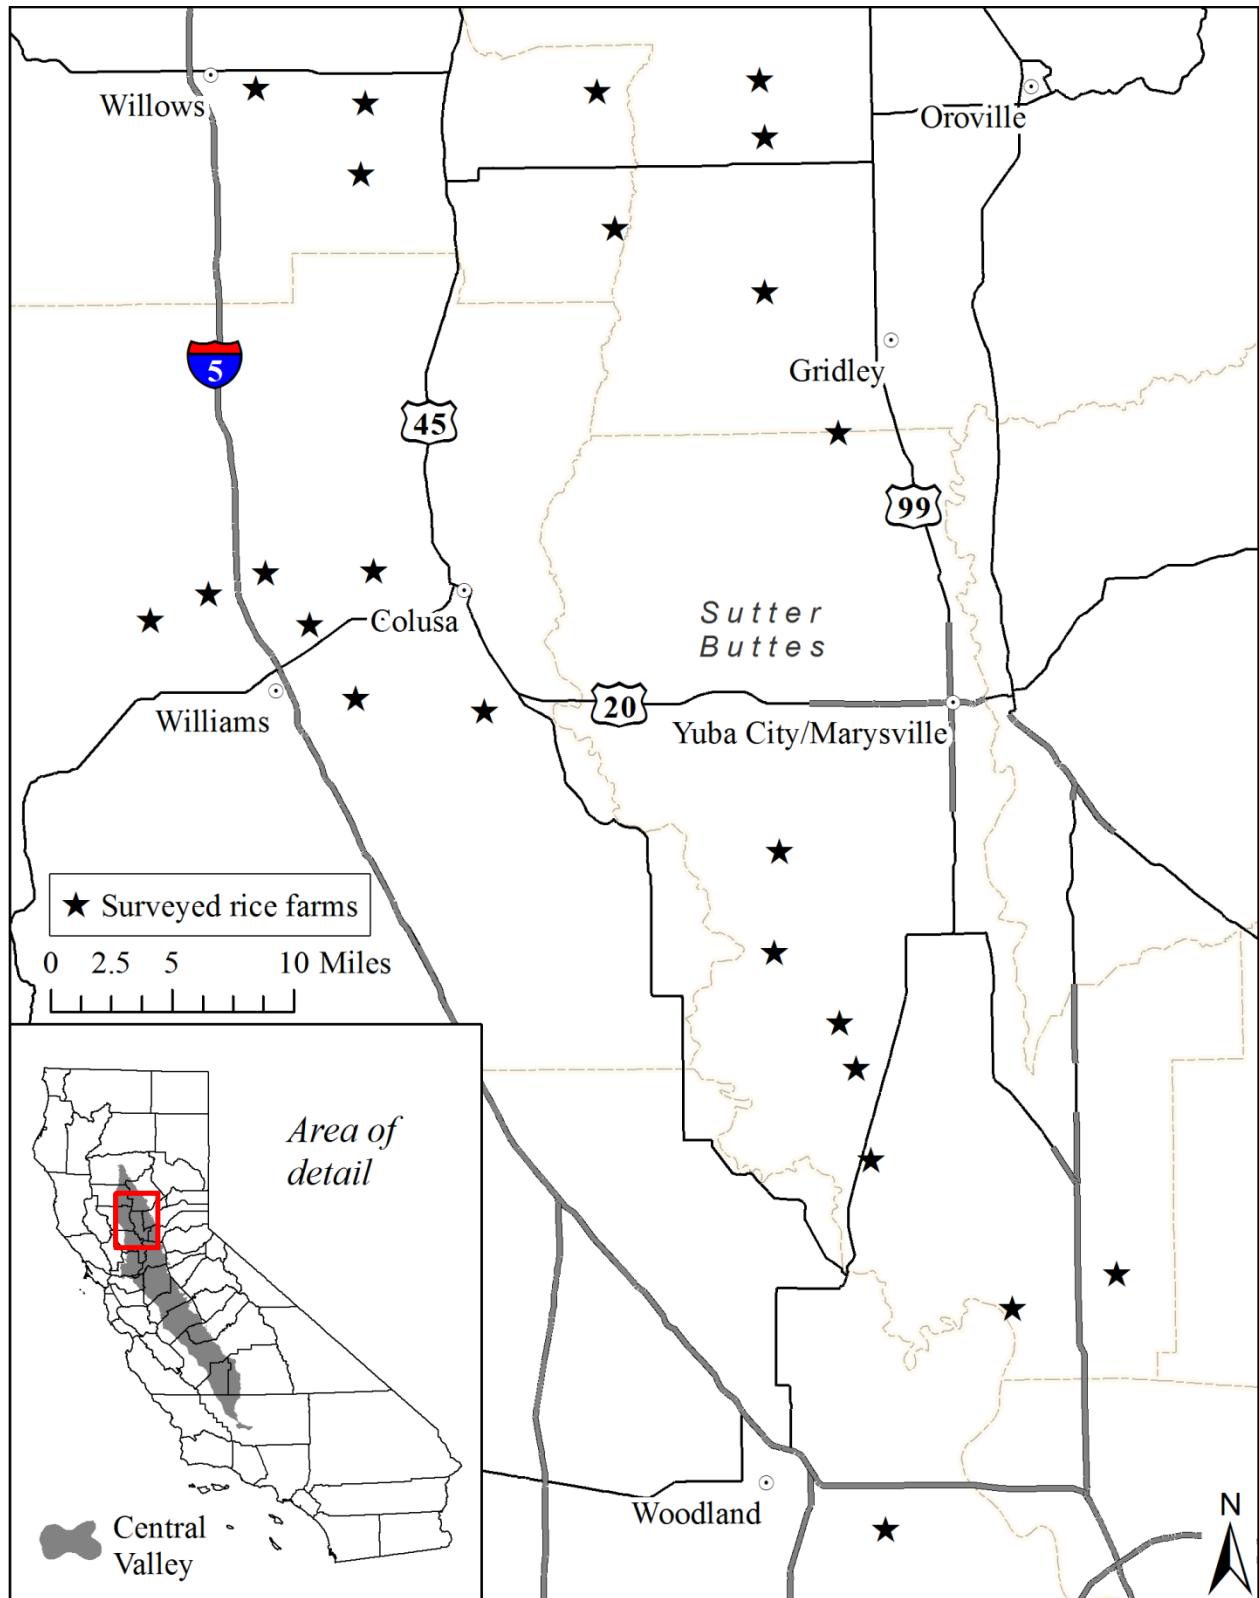 Willows
Oroville
5
Gridley
45
99
Sutter
Buttes
Colusa
20
Williams
Yuba City/Marysville
Surveyed rice farms
0 2.5 5 10 Miles
Area of
detail
Central
Valley
Woodland
N